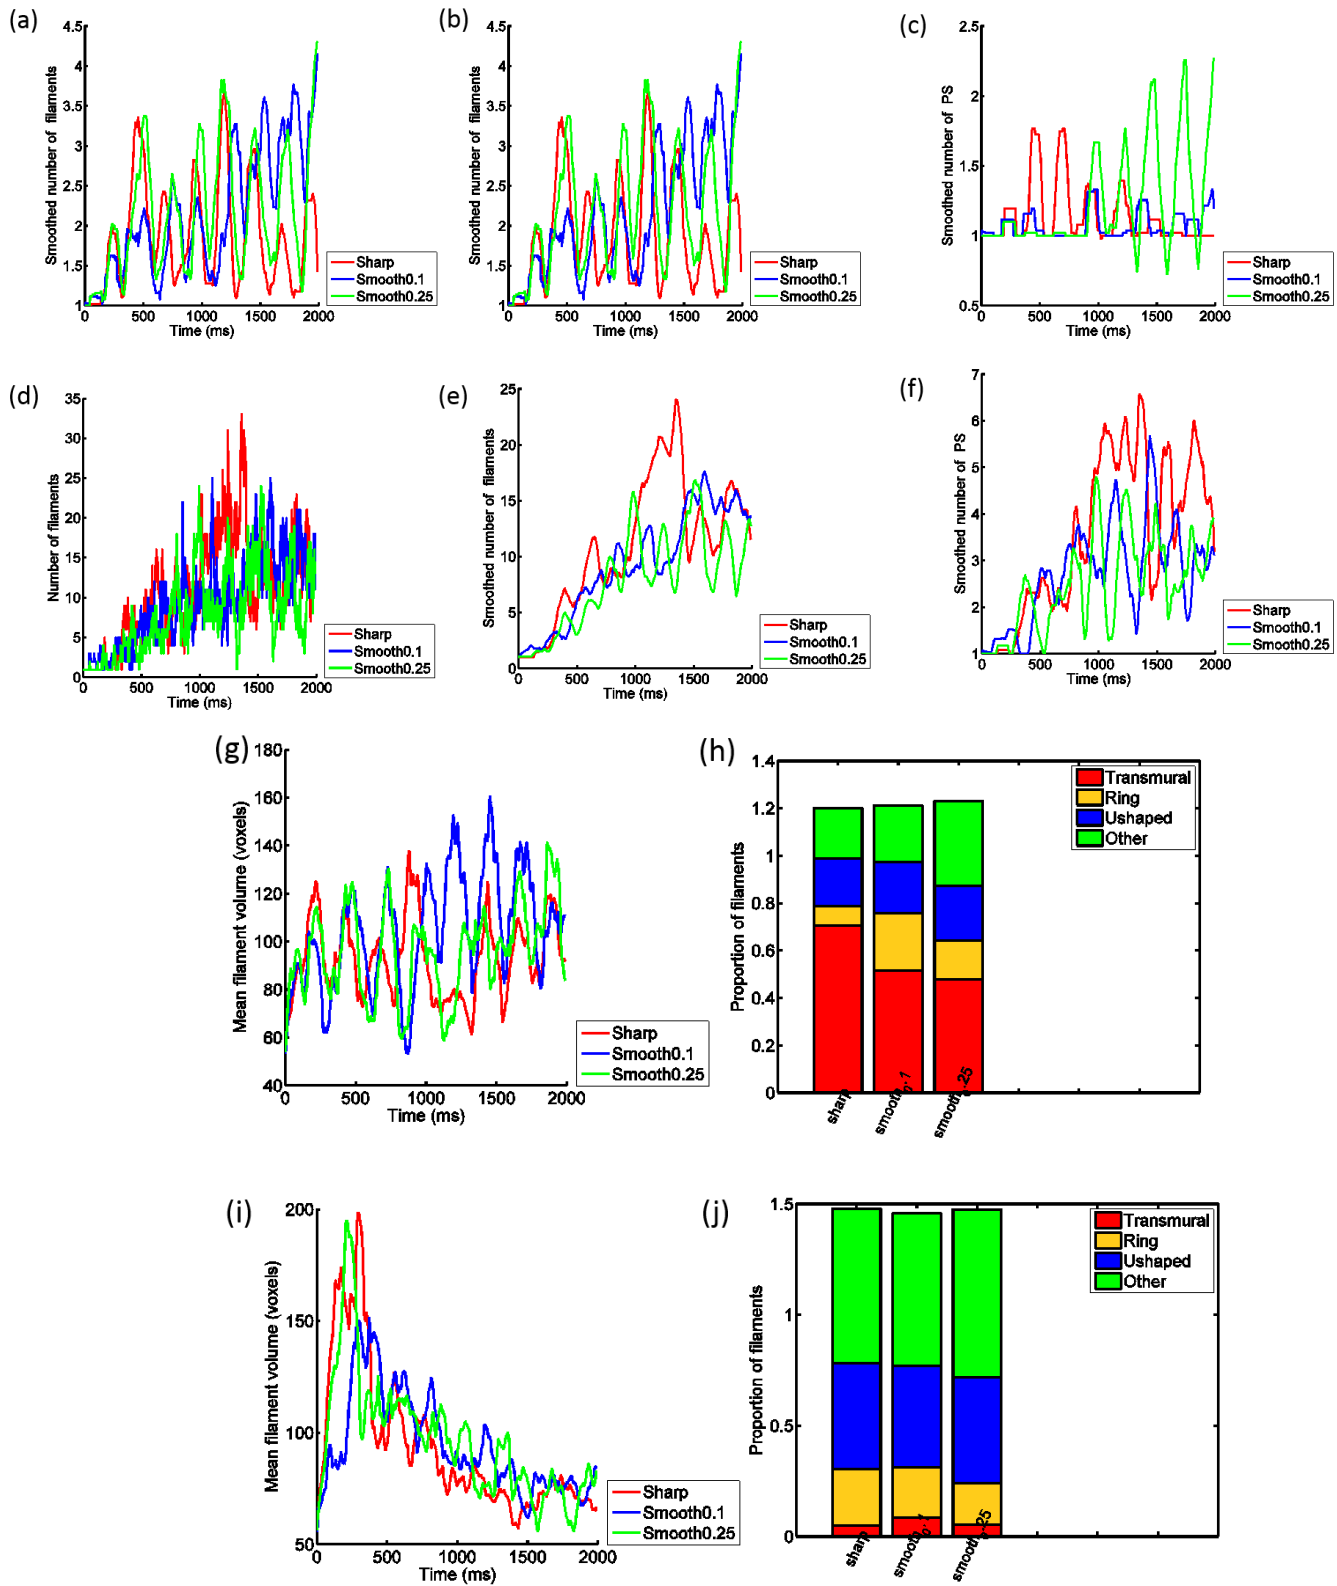 (a)
4.5
4
3.5
3
2.5
2
1.5
1
0
500
1000
1500
2000
Smoothed number of filaments
Time (ms)
Sharp
Smooth0.1
Smooth0.25
(b)
4.5
4
3.5
3
2.5
2
1.5
1
0
500
1000
1500
2000
Smoothed number of filaments
Time (ms)
Sharp
Smooth0.1
Smooth0.25
(c)
2.5
2
1.5
1
0.5
0
500
1000
1500
2000
Smoothed number of PS
Time (ms)
Sharp
Smooth0.1
Smooth0.25
(d)
35
30
25
20
15
10
5
0
0
500
1000
1500
2000
Number of filaments
Time (ms)
Sharp
Smooth0.1
Smooth0.25
(e)
25
20
15
10
5
0
0
500
1000
1500
2000
Smoothed number of filaments
Time (ms)
Sharp
Smooth0.1
Smooth0.25
(f)
7
6
5
4
3
2
1
0
500
1000
1500
2000
Smoothed number of PS
Time (ms)
Sharp
Smooth0.1
Smooth0.25
(g)
180
160
140
120
100
80
60
40
0
500
1000
1500
2000
Mean filament volume (voxels)
Time (ms)
Sharp
Smooth0.1
Smooth0.25
(h)
1.4
1.2
1
0.8
0.6
0.4
0.2
0
Proportion of filaments
Transmural
Ring
Ushaped
Other
sharp
smooth0.1
smooth0.25
(i)
200
150
100
50
0
500
1000
1500
2000
Mean filament volume (voxels)
Time (ms)
Sharp
Smooth0.1
Smooth0.25
(j)
1.5
1
0.5
0
Proportion of filaments
Transmural
Ring
Ushaped
Other
sharp
smooth0.1
smooth0.25